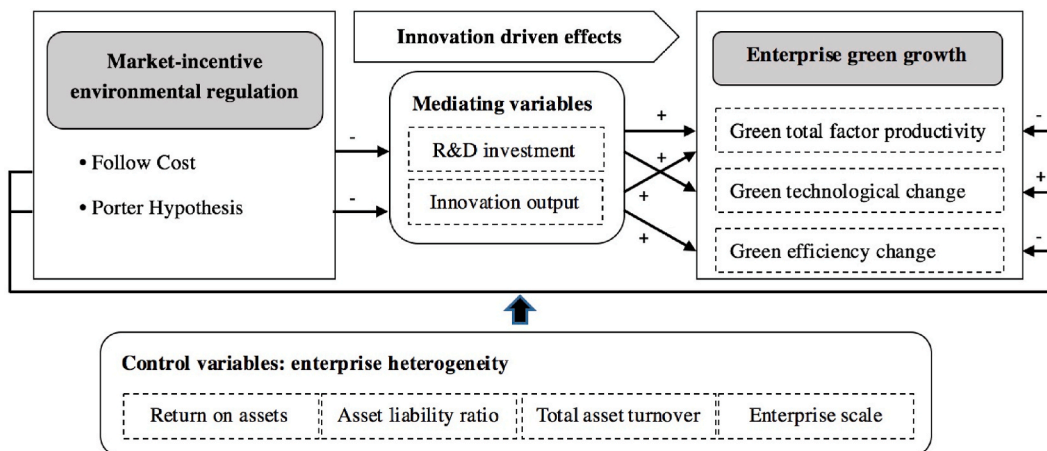 Market-incentive
environmental regulation
• Follow Cost
• Porter Hypothesis
Innovation driven effects
Mediating variables
R&D investment
Innovation output
-
-
+
+
+
+
Enterprise green growth
Green total factor productivity
Green technological change
Green efficiency change
-
+
-
Control variables: enterprise heterogeneity
Return on assets
Asset liability ratio
Total asset turnover
Enterprise scale